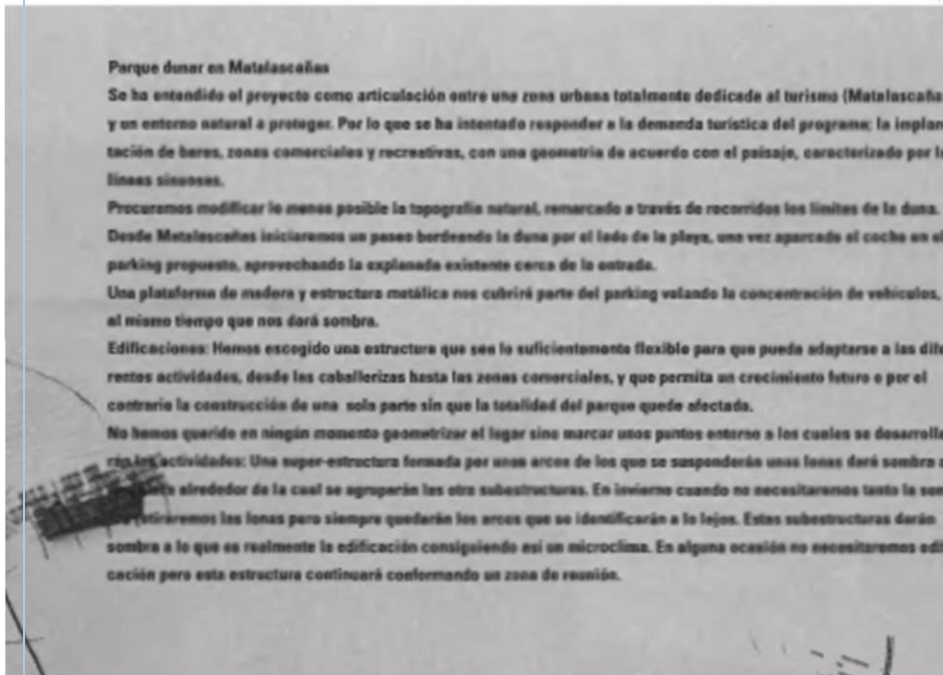 Parque dunar en Matalascañas
Se ha entendido el proyecto como articulación entre una zona urbana totalmente dedicada al turismo (Matalascaña
y un entorno natural a proteger. Por lo que se ha intentado responder a la demanda turística del programa: la implan-
tación de bares, zonas comerciales y recreativas, con una geometría de acuerdo con el paisaje, caracterizado por l
líneas sinuosas.
Procuramos modificar lo menos posible la topografía natural, remarcado a través de recorridos los límites de la duna.
Desde Matalascañas iniciaremos un paseo bordeando la duna por el lado de la playa, una vez aparcado el coche en el
parking propuesto, aprovechando la explanada existente cerca de la entrada.
Una plataforma de madera y estructura metálica nos cubrirá parte del parking velando la concentración de vehículos,
al mismo tiempo que nos dará sombra.
Edificaciones: Hemos escogido una estructura que sea lo suficientemente flexible para que pueda adaptarse a las dife
rentes actividades, desde las caballerizas hasta las zonas comerciales, y que permita un crecimiento futuro o por el
contrario la construcción de una sola parte sin que la totalidad del parque quede afectada.
No hemos querido en ningún momento geometrizar el lugar sino marcar unos puntos entorno a los cuales se desarrolla
rán las actividades: Una super-estructura formada por unos arcos de los que se suspenderán unas lonas dará sombra
alrededor de la cual se agruparán las otra subestructuras. En invierno cuando no necesitaremos tanto la som
retiraremos las lonas pero siempre quedarán los arcos que se identificarán a lo lejos. Estas subestructuras darán
sombra a lo que es realmente la edificación consiguiendo así un microclima. En alguna ocasión no necesitaremos edifi
cación pero esta estructura continuará conformando un zona de reunión.